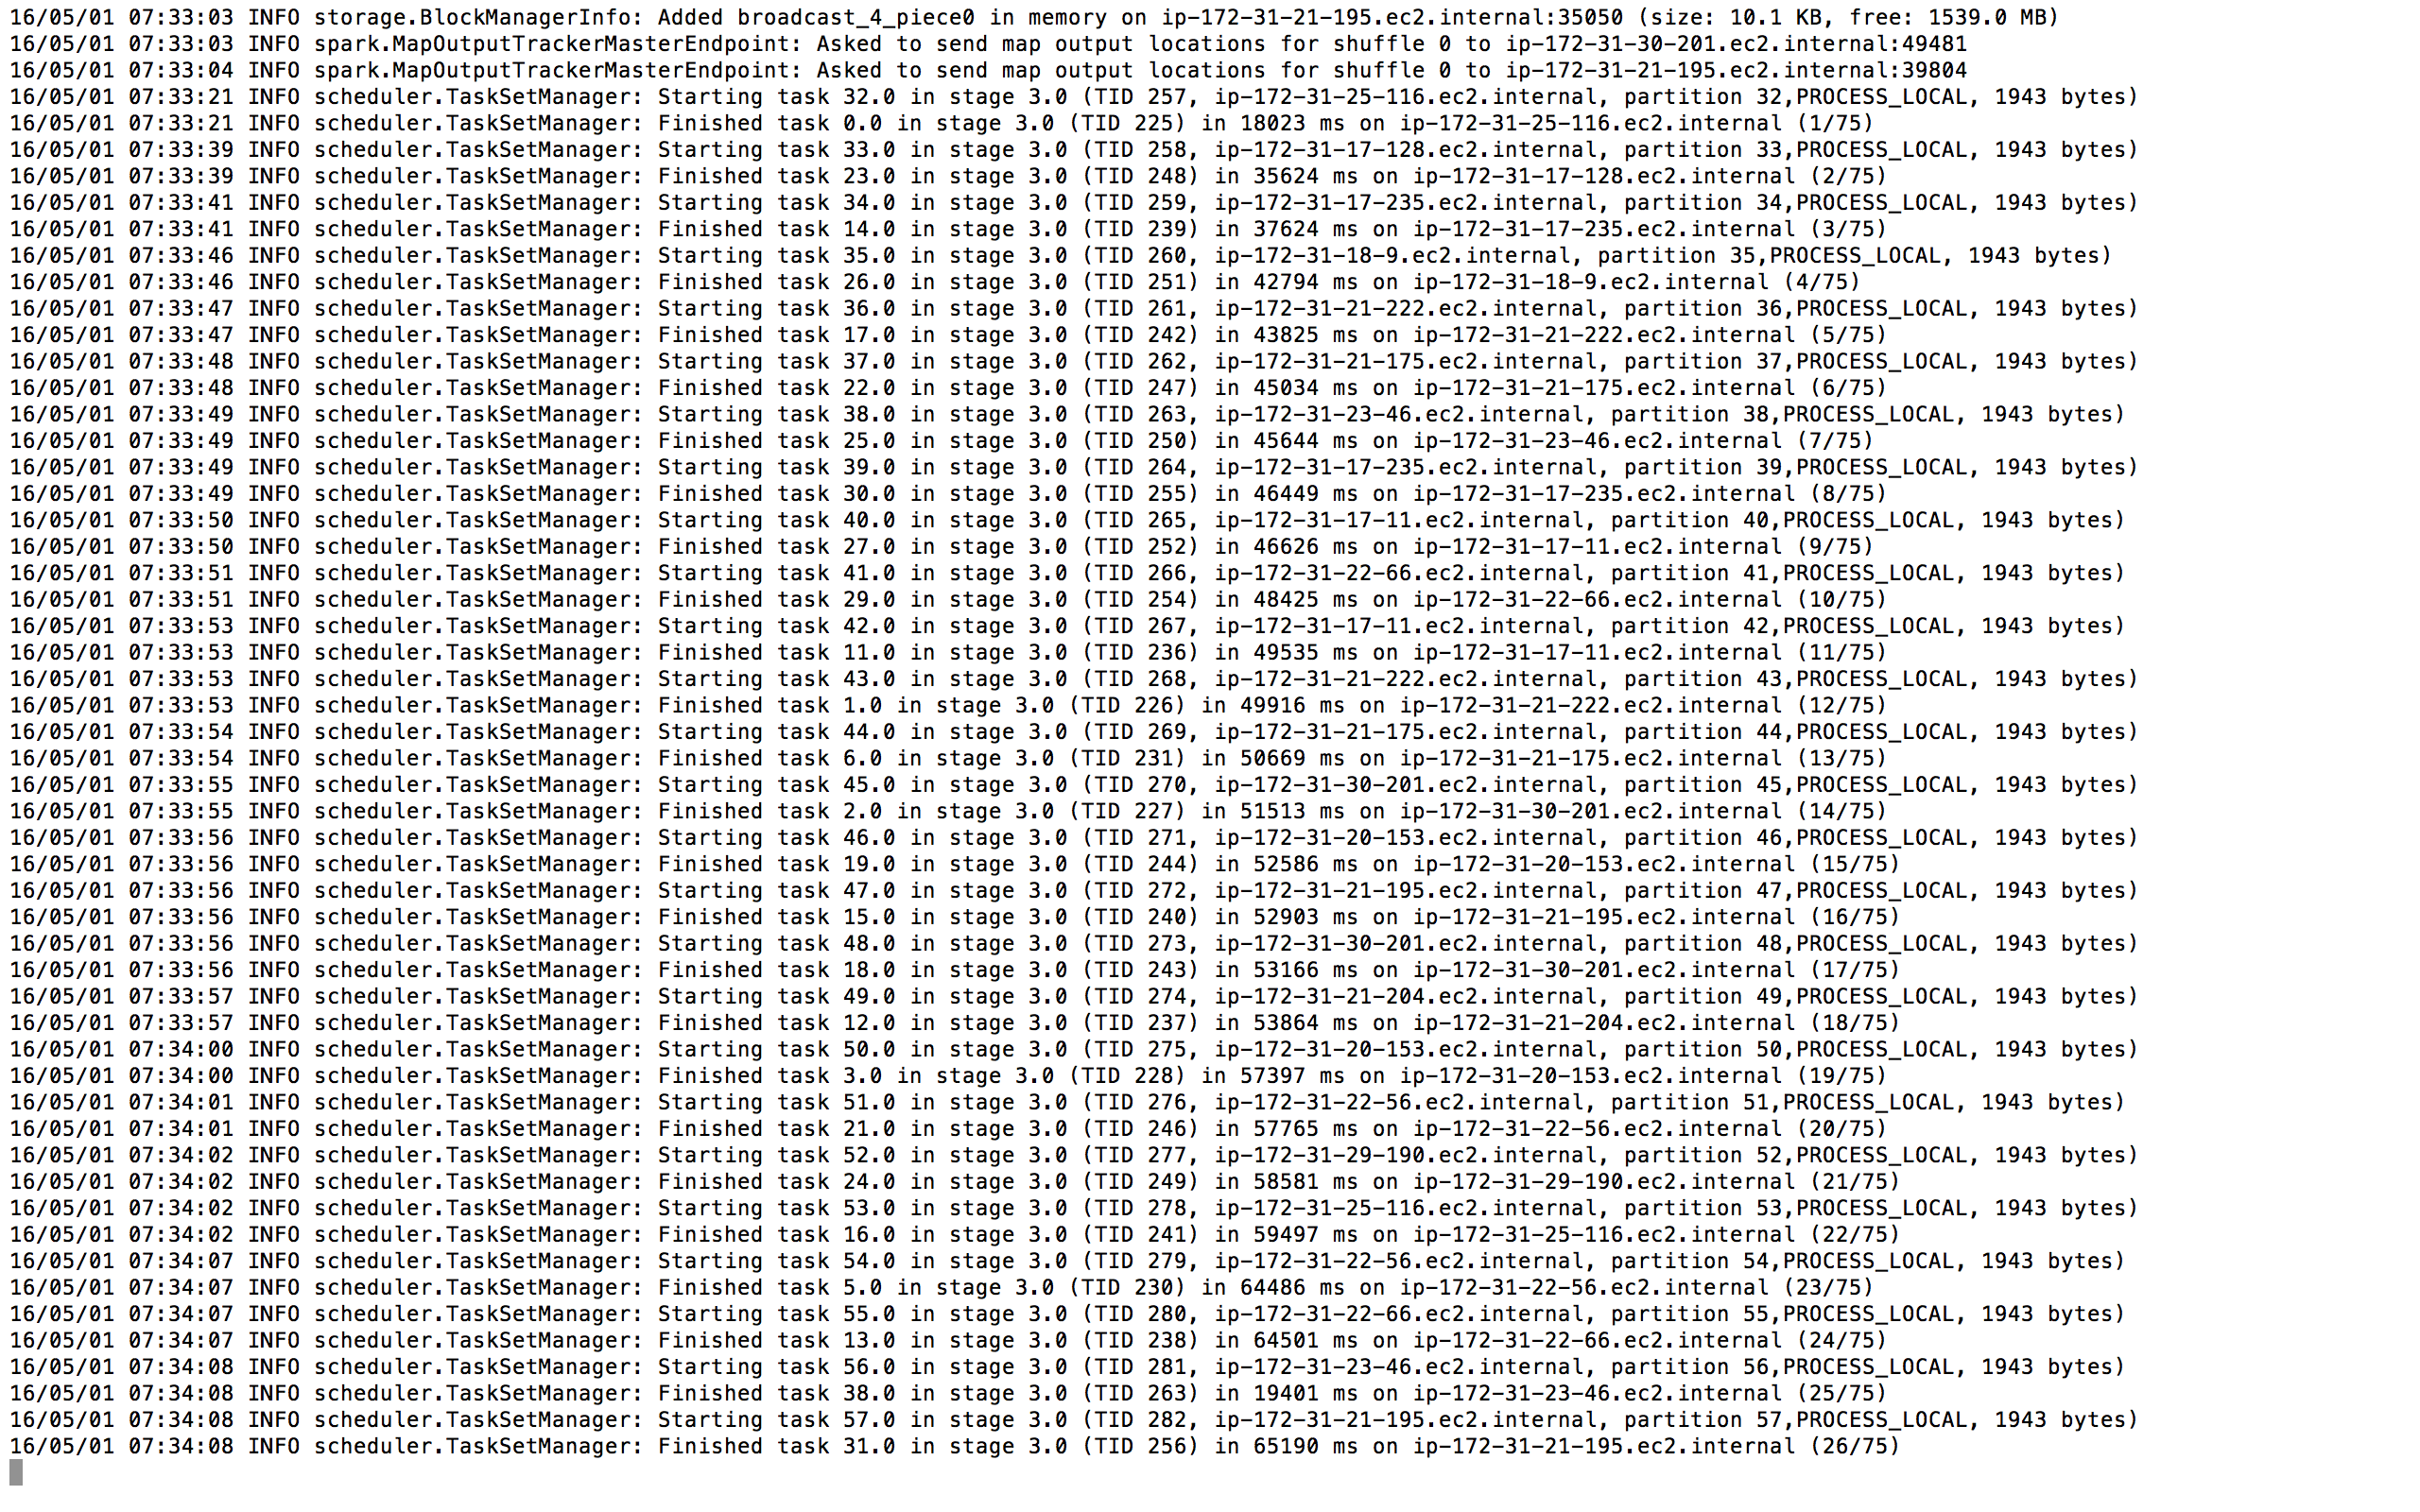 16/05/01 07:33:03 INFO storage.BlockManagerInfo: Added broadcast_4_piece0 in memory on ip-172-31-21-195.ec2.internal:35050 (size: 10.1 KB, free: 1539.0 MB)
16/05/01 07:33:03 INFO spark.MapOutputTrackerMasterEndpoint: Asked to send map output locations for shuffle 0 to ip-172-31-30-201.ec2.internal:49481
16/05/01 07:33:04 INFO spark.MapOutputTrackerMasterEndpoint: Asked to send map output locations for shuffle 0 to ip-172-31-21-195.ec2.internal:39804
16/05/01 07:33:21 INFO scheduler.TaskSetManager: Starting task 32.0 in stage 3.0 (TID 257, ip-172-31-25-116.ec2.internal, partition 32,PROCESS_LOCAL, 1943 bytes)
16/05/01 07:33:21 INFO scheduler.TaskSetManager: Finished task 0.0 in stage 3.0 (TID 225) in 18023 ms on ip-172-31-25-116.ec2.internal (1/75)
16/05/01 07:33:39 INFO scheduler.TaskSetManager: Starting task 33.0 in stage 3.0 (TID 258, ip-172-31-17-128.ec2.internal, partition 33,PROCESS_LOCAL, 1943 bytes)
16/05/01 07:33:39 INFO scheduler.TaskSetManager: Finished task 23.0 in stage 3.0 (TID 248) in 35624 ms on ip-172-31-17-128.ec2.internal (2/75)
16/05/01 07:33:41 INFO scheduler.TaskSetManager: Starting task 34.0 in stage 3.0 (TID 259, ip-172-31-17-235.ec2.internal, partition 34,PROCESS_LOCAL, 1943 bytes)
16/05/01 07:33:41 INFO scheduler.TaskSetManager: Finished task 14.0 in stage 3.0 (TID 239) in 37624 ms on ip-172-31-17-235.ec2.internal (3/75)
16/05/01 07:33:46 INFO scheduler.TaskSetManager: Starting task 35.0 in stage 3.0 (TID 260, ip-172-31-18-9.ec2.internal, partition 35,PROCESS_LOCAL, 1943 bytes)
16/05/01 07:33:46 INFO scheduler.TaskSetManager: Finished task 26.0 in stage 3.0 (TID 251) in 42794 ms on ip-172-31-18-9.ec2.internal (4/75)
16/05/01 07:33:47 INFO scheduler.TaskSetManager: Starting task 36.0 in stage 3.0 (TID 261, ip-172-31-21-222.ec2.internal, partition 36,PROCESS_LOCAL, 1943 bytes)
16/05/01 07:33:47 INFO scheduler.TaskSetManager: Finished task 17.0 in stage 3.0 (TID 242) in 43825 ms on ip-172-31-21-222.ec2.internal (5/75)
16/05/01 07:33:48 INFO scheduler.TaskSetManager: Starting task 37.0 in stage 3.0 (TID 262, ip-172-31-21-175.ec2.internal, partition 37,PROCESS_LOCAL, 1943 bytes)
16/05/01 07:33:48 INFO scheduler.TaskSetManager: Finished task 22.0 in stage 3.0 (TID 247) in 45034 ms on ip-172-31-21-175.ec2.internal (6/75)
16/05/01 07:33:49 INFO scheduler.TaskSetManager: Starting task 38.0 in stage 3.0 (TID 263, ip-172-31-23-46.ec2.internal, partition 38,PROCESS_LOCAL, 1943 bytes)
16/05/01 07:33:49 INFO scheduler.TaskSetManager: Finished task 25.0 in stage 3.0 (TID 250) in 45644 ms on ip-172-31-23-46.ec2.internal (7/75)
16/05/01 07:33:49 INFO scheduler.TaskSetManager: Starting task 39.0 in stage 3.0 (TID 264, ip-172-31-17-235.ec2.internal, partition 39,PROCESS_LOCAL, 1943 bytes)
16/05/01 07:33:49 INFO scheduler.TaskSetManager: Finished task 30.0 in stage 3.0 (TID 255) in 46449 ms on ip-172-31-17-235.ec2.internal (8/75)
16/05/01 07:33:50 INFO scheduler.TaskSetManager: Starting task 40.0 in stage 3.0 (TID 265, ip-172-31-17-11.ec2.internal, partition 40,PROCESS_LOCAL, 1943 bytes)
16/05/01 07:33:50 INFO scheduler.TaskSetManager: Finished task 27.0 in stage 3.0 (TID 252) in 46626 ms on ip-172-31-17-11.ec2.internal (9/75)
16/05/01 07:33:51 INFO scheduler.TaskSetManager: Starting task 41.0 in stage 3.0 (TID 266, ip-172-31-22-66.ec2.internal, partition 41,PROCESS_LOCAL, 1943 bytes)
16/05/01 07:33:51 INFO scheduler.TaskSetManager: Finished task 29.0 in stage 3.0 (TID 254) in 48425 ms on ip-172-31-22-66.ec2.internal (10/75)
16/05/01 07:33:53 INFO scheduler.TaskSetManager: Starting task 42.0 in stage 3.0 (TID 267, ip-172-31-17-11.ec2.internal, partition 42,PROCESS_LOCAL, 1943 bytes)
16/05/01 07:33:53 INFO scheduler.TaskSetManager: Finished task 11.0 in stage 3.0 (TID 236) in 49535 ms on ip-172-31-17-11.ec2.internal (11/75)
16/05/01 07:33:53 INFO scheduler.TaskSetManager: Starting task 43.0 in stage 3.0 (TID 268, ip-172-31-21-222.ec2.internal, partition 43,PROCESS_LOCAL, 1943 bytes)
16/05/01 07:33:53 INFO scheduler.TaskSetManager: Finished task 1.0 in stage 3.0 (TID 226) in 49916 ms on ip-172-31-21-222.ec2.internal (12/75)
16/05/01 07:33:54 INFO scheduler.TaskSetManager: Starting task 44.0 in stage 3.0 (TID 269, ip-172-31-21-175.ec2.internal, partition 44,PROCESS_LOCAL, 1943 bytes)
16/05/01 07:33:54 INFO scheduler.TaskSetManager: Finished task 6.0 in stage 3.0 (TID 231) in 50669 ms on ip-172-31-21-175.ec2.internal (13/75)
16/05/01 07:33:55 INFO scheduler.TaskSetManager: Starting task 45.0 in stage 3.0 (TID 270, ip-172-31-30-201.ec2.internal, partition 45,PROCESS_LOCAL, 1943 bytes)
16/05/01 07:33:55 INFO scheduler.TaskSetManager: Finished task 2.0 in stage 3.0 (TID 227) in 51513 ms on ip-172-31-30-201.ec2.internal (14/75)
16/05/01 07:33:56 INFO scheduler.TaskSetManager: Starting task 46.0 in stage 3.0 (TID 271, ip-172-31-20-153.ec2.internal, partition 46,PROCESS_LOCAL, 1943 bytes)
16/05/01 07:33:56 INFO scheduler.TaskSetManager: Finished task 19.0 in stage 3.0 (TID 244) in 52586 ms on ip-172-31-20-153.ec2.internal (15/75)
16/05/01 07:33:56 INFO scheduler.TaskSetManager: Starting task 47.0 in stage 3.0 (TID 272, ip-172-31-21-195.ec2.internal, partition 47,PROCESS_LOCAL, 1943 bytes)
16/05/01 07:33:56 INFO scheduler.TaskSetManager: Finished task 15.0 in stage 3.0 (TID 240) in 52903 ms on ip-172-31-21-195.ec2.internal (16/75)
16/05/01 07:33:56 INFO scheduler.TaskSetManager: Starting task 48.0 in stage 3.0 (TID 273, ip-172-31-30-201.ec2.internal, partition 48,PROCESS_LOCAL, 1943 bytes)
16/05/01 07:33:56 INFO scheduler.TaskSetManager: Finished task 18.0 in stage 3.0 (TID 243) in 53166 ms on ip-172-31-30-201.ec2.internal (17/75)
16/05/01 07:33:57 INFO scheduler.TaskSetManager: Starting task 49.0 in stage 3.0 (TID 274, ip-172-31-21-204.ec2.internal, partition 49,PROCESS_LOCAL, 1943 bytes)
16/05/01 07:33:57 INFO scheduler.TaskSetManager: Finished task 12.0 in stage 3.0 (TID 237) in 53864 ms on ip-172-31-21-204.ec2.internal (18/75)
16/05/01 07:34:00 INFO scheduler.TaskSetManager: Starting task 50.0 in stage 3.0 (TID 275, ip-172-31-20-153.ec2.internal, partition 50,PROCESS_LOCAL, 1943 bytes)
16/05/01 07:34:00 INFO scheduler.TaskSetManager: Finished task 3.0 in stage 3.0 (TID 228) in 57397 ms on ip-172-31-20-153.ec2.internal (19/75)
16/05/01 07:34:01 INFO scheduler.TaskSetManager: Starting task 51.0 in stage 3.0 (TID 276, ip-172-31-22-56.ec2.internal, partition 51,PROCESS_LOCAL, 1943 bytes)
16/05/01 07:34:01 INFO scheduler.TaskSetManager: Finished task 21.0 in stage 3.0 (TID 246) in 57765 ms on ip-172-31-22-56.ec2.internal (20/75)
16/05/01 07:34:02 INFO scheduler.TaskSetManager: Starting task 52.0 in stage 3.0 (TID 277, ip-172-31-29-190.ec2.internal, partition 52,PROCESS_LOCAL, 1943 bytes)
16/05/01 07:34:02 INFO scheduler.TaskSetManager: Finished task 24.0 in stage 3.0 (TID 249) in 58581 ms on ip-172-31-29-190.ec2.internal (21/75)
16/05/01 07:34:02 INFO scheduler.TaskSetManager: Starting task 53.0 in stage 3.0 (TID 278, ip-172-31-25-116.ec2.internal, partition 53,PROCESS_LOCAL, 1943 bytes)
16/05/01 07:34:02 INFO scheduler.TaskSetManager: Finished task 16.0 in stage 3.0 (TID 241) in 59497 ms on ip-172-31-25-116.ec2.internal (22/75)
16/05/01 07:34:07 INFO scheduler.TaskSetManager: Starting task 54.0 in stage 3.0 (TID 279, ip-172-31-22-56.ec2.internal, partition 54,PROCESS_LOCAL, 1943 bytes)
16/05/01 07:34:07 INFO scheduler.TaskSetManager: Finished task 5.0 in stage 3.0 (TID 230) in 64486 ms on ip-172-31-22-56.ec2.internal (23/75)
16/05/01 07:34:07 INFO scheduler.TaskSetManager: Starting task 55.0 in stage 3.0 (TID 280, ip-172-31-22-66.ec2.internal, partition 55,PROCESS_LOCAL, 1943 bytes)
16/05/01 07:34:07 INFO scheduler.TaskSetManager: Finished task 13.0 in stage 3.0 (TID 238) in 64501 ms on ip-172-31-22-66.ec2.internal (24/75)
16/05/01 07:34:08 INFO scheduler.TaskSetManager: Starting task 56.0 in stage 3.0 (TID 281, ip-172-31-23-46.ec2.internal, partition 56,PROCESS_LOCAL, 1943 bytes)
16/05/01 07:34:08 INFO scheduler.TaskSetManager: Finished task 38.0 in stage 3.0 (TID 263) in 19401 ms on ip-172-31-23-46.ec2.internal (25/75)
16/05/01 07:34:08 INFO scheduler.TaskSetManager: Starting task 57.0 in stage 3.0 (TID 282, ip-172-31-21-195.ec2.internal, partition 57,PROCESS_LOCAL, 1943 bytes)
16/05/01 07:34:08 INFO scheduler.TaskSetManager: Finished task 31.0 in stage 3.0 (TID 256) in 65190 ms on ip-172-31-21-195.ec2.internal (26/75)